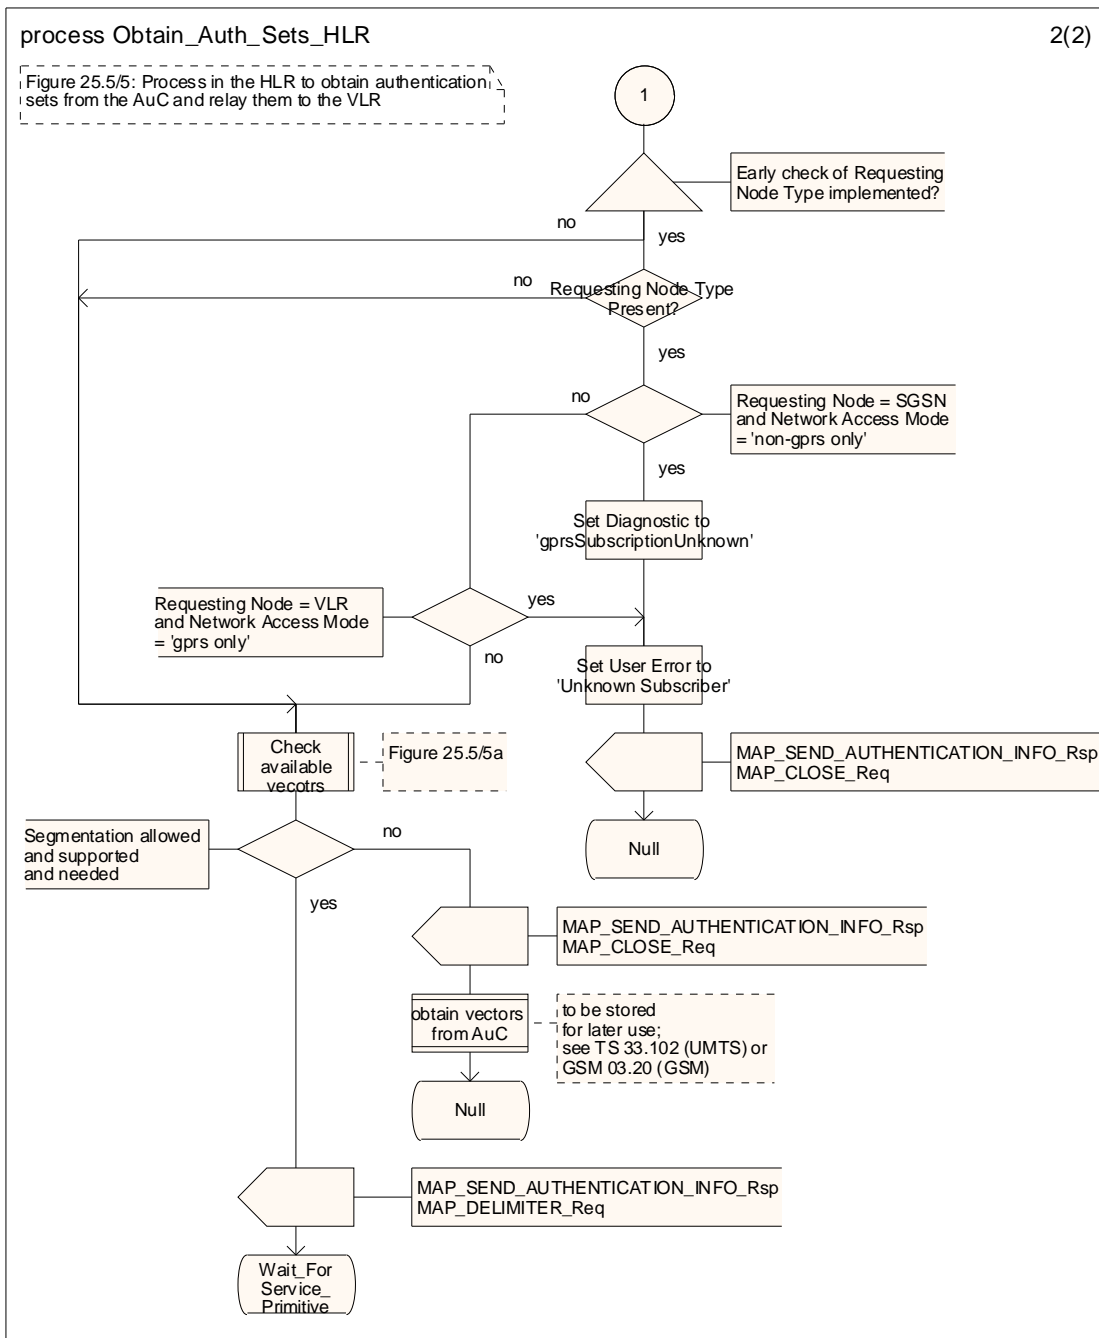 process Obtain_Auth_Sets_HLR
2(2)
Figure 25.5/5: Process in the HLR to obtain authentication
sets from the AuC and relay them to the VLR
1
Early check of Requesting
Node Type implemented?
no
yes
no
Requesting Node Type
Present?
yes
no
Requesting Node = SGSN
and Network Access Mode
= 'non-gprs only'
yes
Set Diagnostic to
'gprsSubscriptionUnknown'
Requesting Node = VLR
and Network Access Mode
= 'gprs only'
yes
no
Set User Error to
'Unknown Subscriber'
Check
available
vecotrs
Figure 25.5/5a
MAP_SEND_AUTHENTICATION_INFO_Rsp
MAP_CLOSE_Req
Null
Segmentation allowed
and supported
and needed
no
yes
MAP_SEND_AUTHENTICATION_INFO_Rsp
MAP_CLOSE_Req
obtain vectors
from AuC
to be stored
for later use;
see TS 33.102 (UMTS) or
GSM 03.20 (GSM)
Null
MAP_SEND_AUTHENTICATION_INFO_Rsp
MAP_DELIMITER_Req
Wait_For
Service_
Primitive